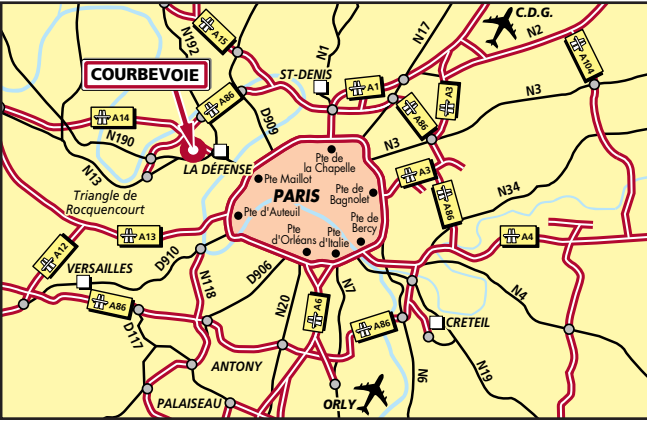 C.D.G.
A15
N192
N1
N17
N2
A104
COURBEVOIE
ST-DENIS
A86
A1
A3
N3
A14
D909
A86
N190
N3
LA DÉFENSE
Pte de
la Chapelle
A3
N13
Pte Maillot
PARIS
Pte de
Bagnolet
N34
Triangle de
Rocquencourt
Pte d'Auteuil
A86
Pte de
Bercy
Pte
d'Orléans
Pte
d'Italie
A13
A4
A12
D910
VERSAILLES
N118
D906
N20
N7
A6
N4
A86
D117
A86
CRETEIL
ANTONY
N6
N19
PALAISEAU
ORLY